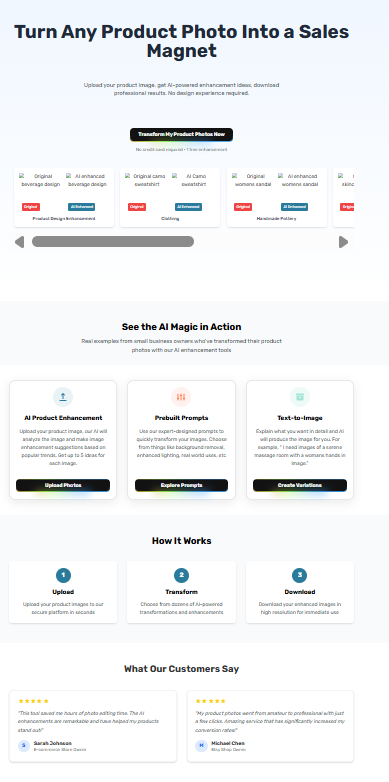 Turn Any Product Photo Into a Sales
Magnet
Upload your product image, get AI-powered enhancement ideas, download
professional results. No design experience required.
Transform My Product Photos Now
No credit card required • 1 free enhancement
Original beverage design
AI enhanced beverage design
Original
AI Enhanced
Product Design Enhancement
Original camo sweatshirt
AI Camo sweatshirt
Original
AI Enhanced
Clothing
Original womens sandal
AI enhanced womens sandal
Original
AI Enhanced
Handmade Pottery
See the AI Magic in Action
Real examples from small business owners who've transformed their product
photos with our AI enhancement tools
AI Product Enhancement
Upload your product image, our AI will
analyze the image and make image
enhancement suggestions based on
popular trends. Get up to 5 ideas for
each image.
Upload Photos
Prebuilt Prompts
Use our expert-designed prompts to
quickly transform your images. Choose
from things like background removal,
enhanced lighting, real world uses, etc
Explore Prompts
Text-to-Image
Explain what you want in detail and AI
will produce the image for you. For
example, " I need images of a serene
massage room with a womans hands in
image."
Create Variations
How It Works
1
Upload
Upload your product images to our
secure platform in seconds
2
Transform
Choose from dozens of AI-powered
transformations and enhancements
3
Download
Download your enhanced images in
high resolution for immediate use
What Our Customers Say
"This tool saved me hours of photo editing time. The AI
enhancements are remarkable and have helped my products
stand out!"
S
Sarah Johnson
E-commerce Store Owner
"My product photos went from amateur to professional with just
a few clicks. Amazing service that has significantly increased my
conversion rates!"
M
Michael Chen
Etsy Shop Owner